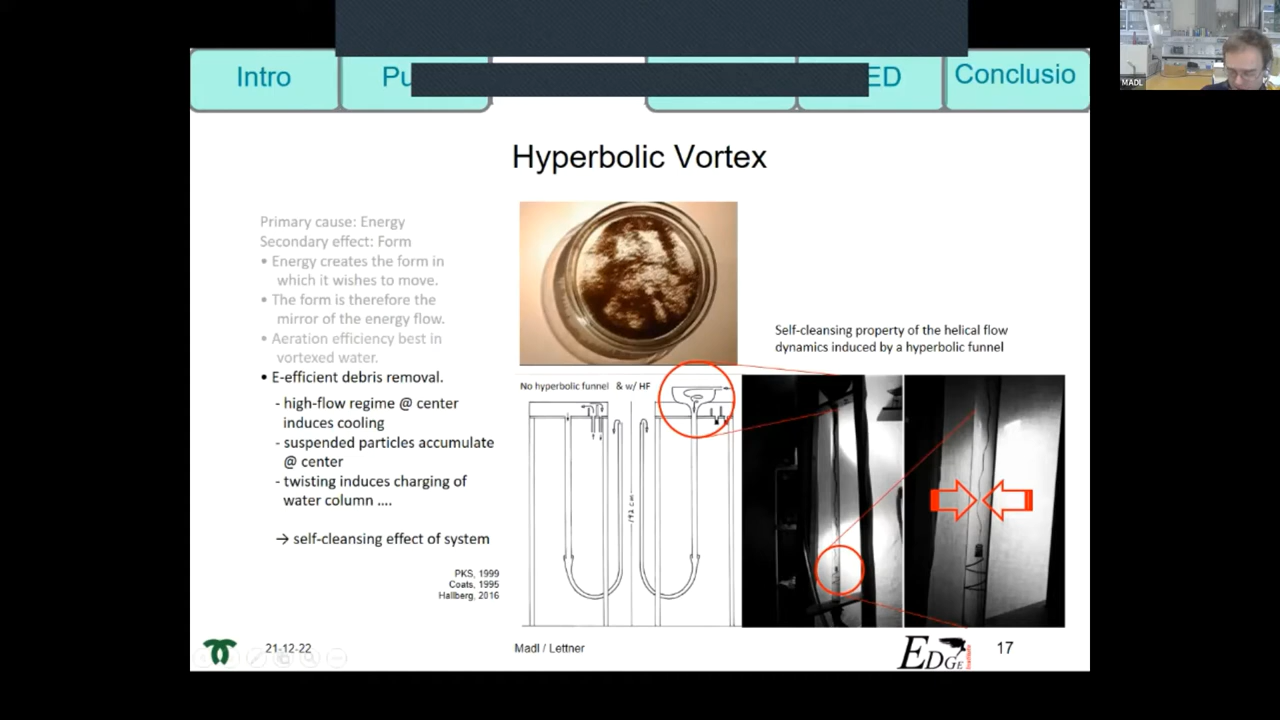 Intro
Pu
ED
Conclusio
MADL
Hyperbolic Vortex
Primary cause: Energy
Secondary effect: Form
• Energy creates the form in
which it wishes to move.
• The form is therefore the
mirror of the energy flow.
• Aeration efficiency best in
vortexed water.
• E-efficient debris removal.
- high-flow regime @ center
induces cooling
- suspended particles accumulate
@ center
- twisting induces charging of
water column ....
→ self-cleansing effect of system
PKS, 1999
Coats, 1995
Hallberg, 2016
Self-cleansing property of the helical flow
dynamics induced by a hyperbolic funnel
No hyperbolic funnel & w/ HF
192 cm
21-12-22
Madl / Lettner
EDGE
17